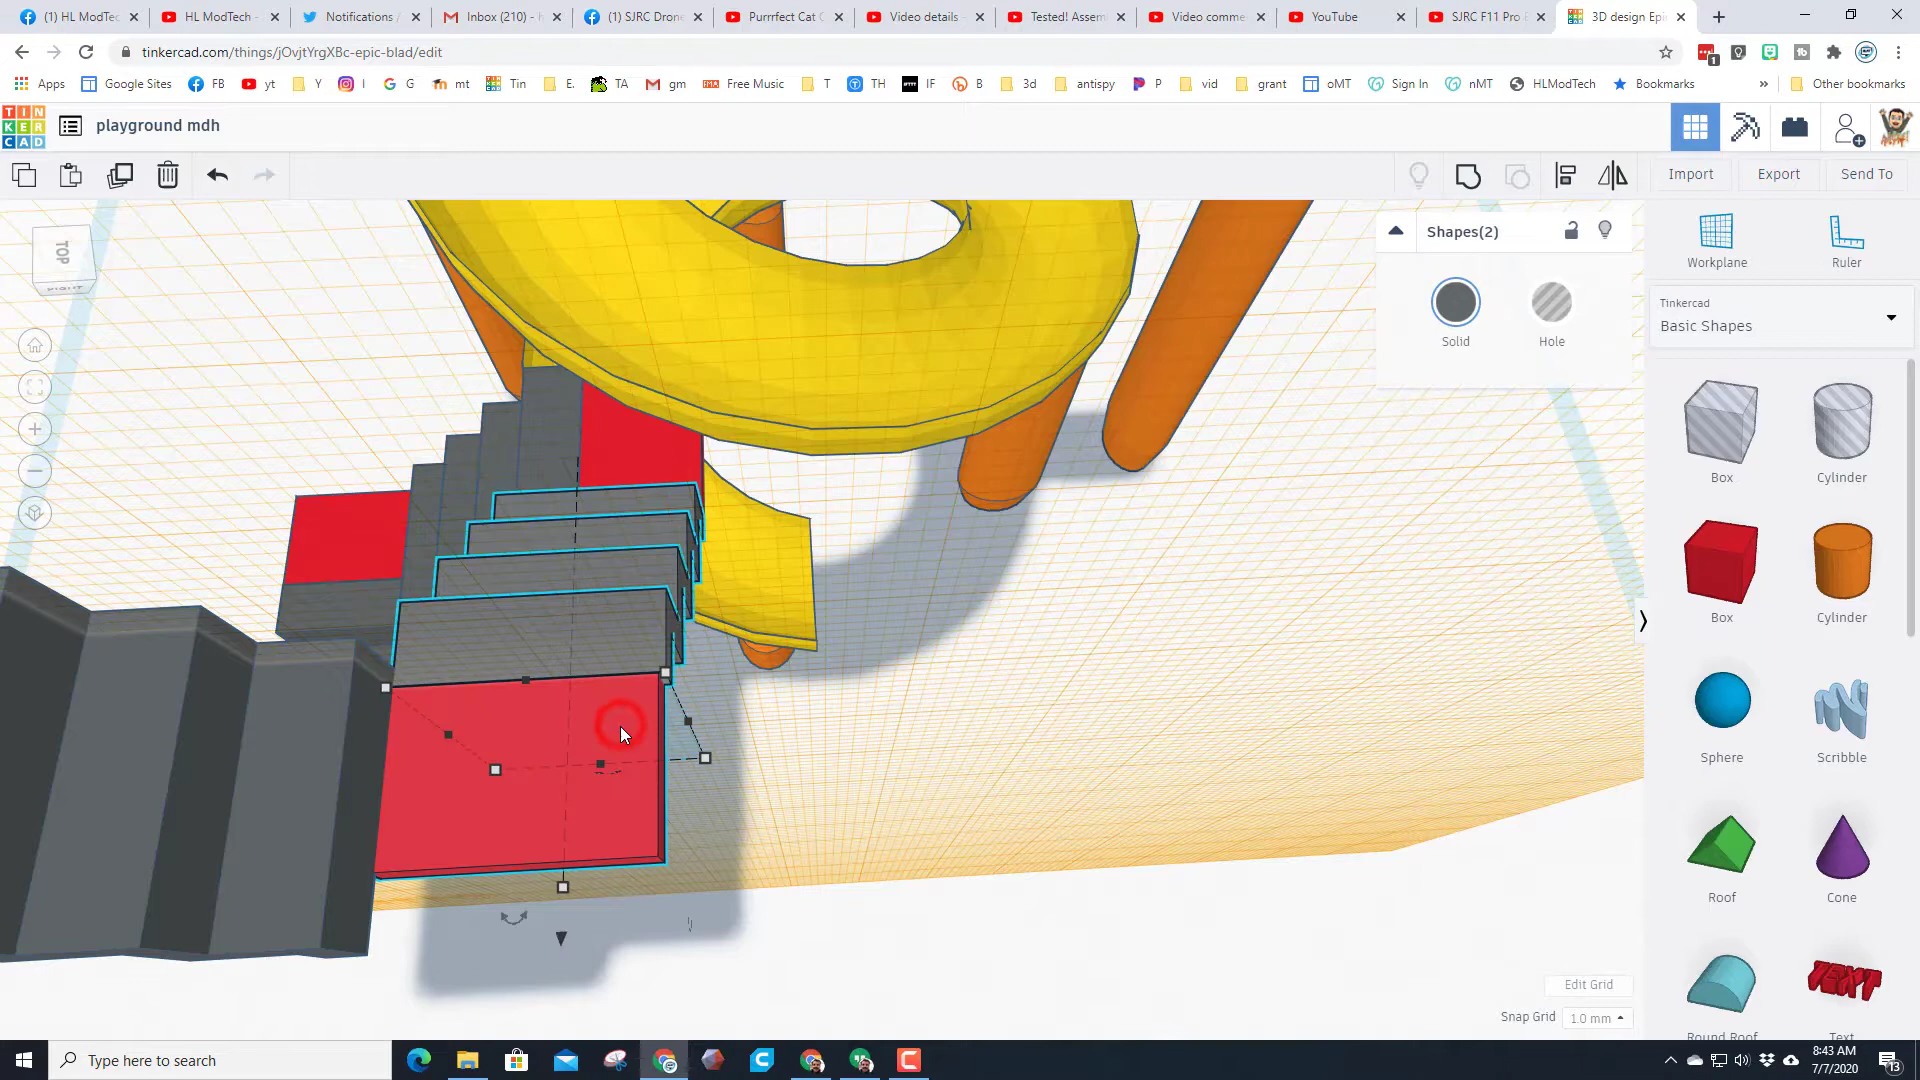 (1) HL ModTec
HL ModTech -
Notifications /
Inbox (210) - h
(1) SJRC Drone
Purrrfect Cat C
Video details -
Tested! Assem
Video comme
YouTube
SJRC F11 Pro
3D design Epi
tinkercad.com/things/jOvjtYrgXBc-epic-blad/edit
Apps
Google Sites
FB
yt
Y
I
G
mt
Tin
E.
TA
gm
Free Music
T
TH
IF
B
3d
antispy
P
vid
grant
oMT
Sign In
nMT
HLModTech
Bookmarks
»
Other bookmarks
TIN
KER
CAD
playground mdh
Import
Export
Send To
TOP
RIGHT
Shapes(2)
Solid
Hole
Workplane
Ruler
Tinkercad
Basic Shapes
Box
Cylinder
Box
Cylinder
Sphere
Scribble
Roof
Cone
Round Roof
Text
Edit Grid
Snap Grid
1.0 mm
Type here to search
8:43 AM
7/7/2020
13